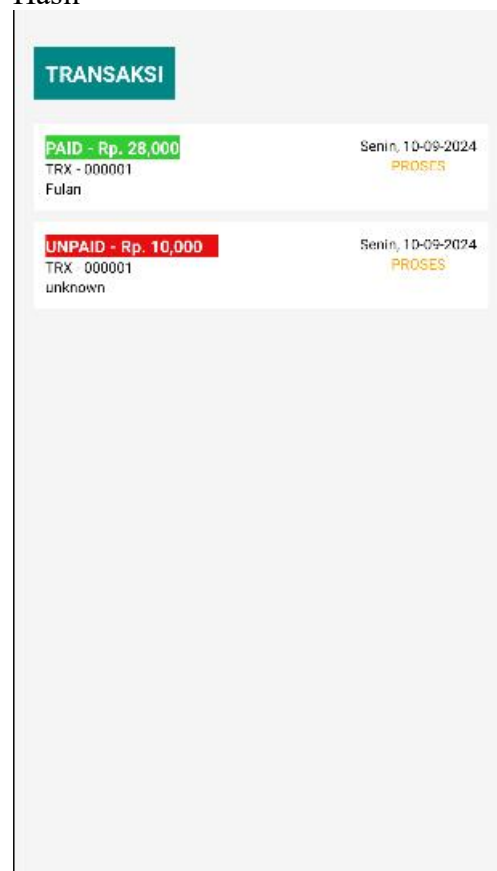 Hasil
TRANSAKSI
PAID - Rp. 28,000
Senin, 10-09-2024
TRX - 000001
PROSES
Fulan
UNPAID - Rp. 10,000
Senin, 10-09-2024
TRX - 000001
PROSES
unknown